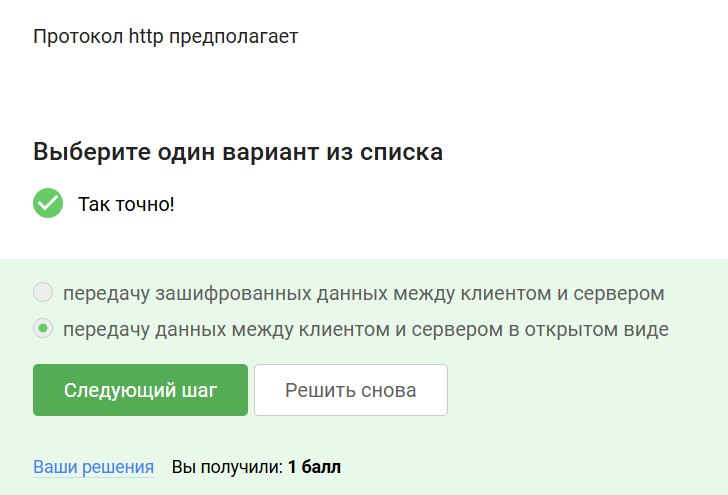 Протокол http предполагает
Выберите один вариант из списка
Так точно!
передачу зашифрованных данных между клиентом и сервером
передачу данных между клиентом и сервером в открытом виде
Следующий шаг Решить снова
Ваши решения Вы получили: 1 балл